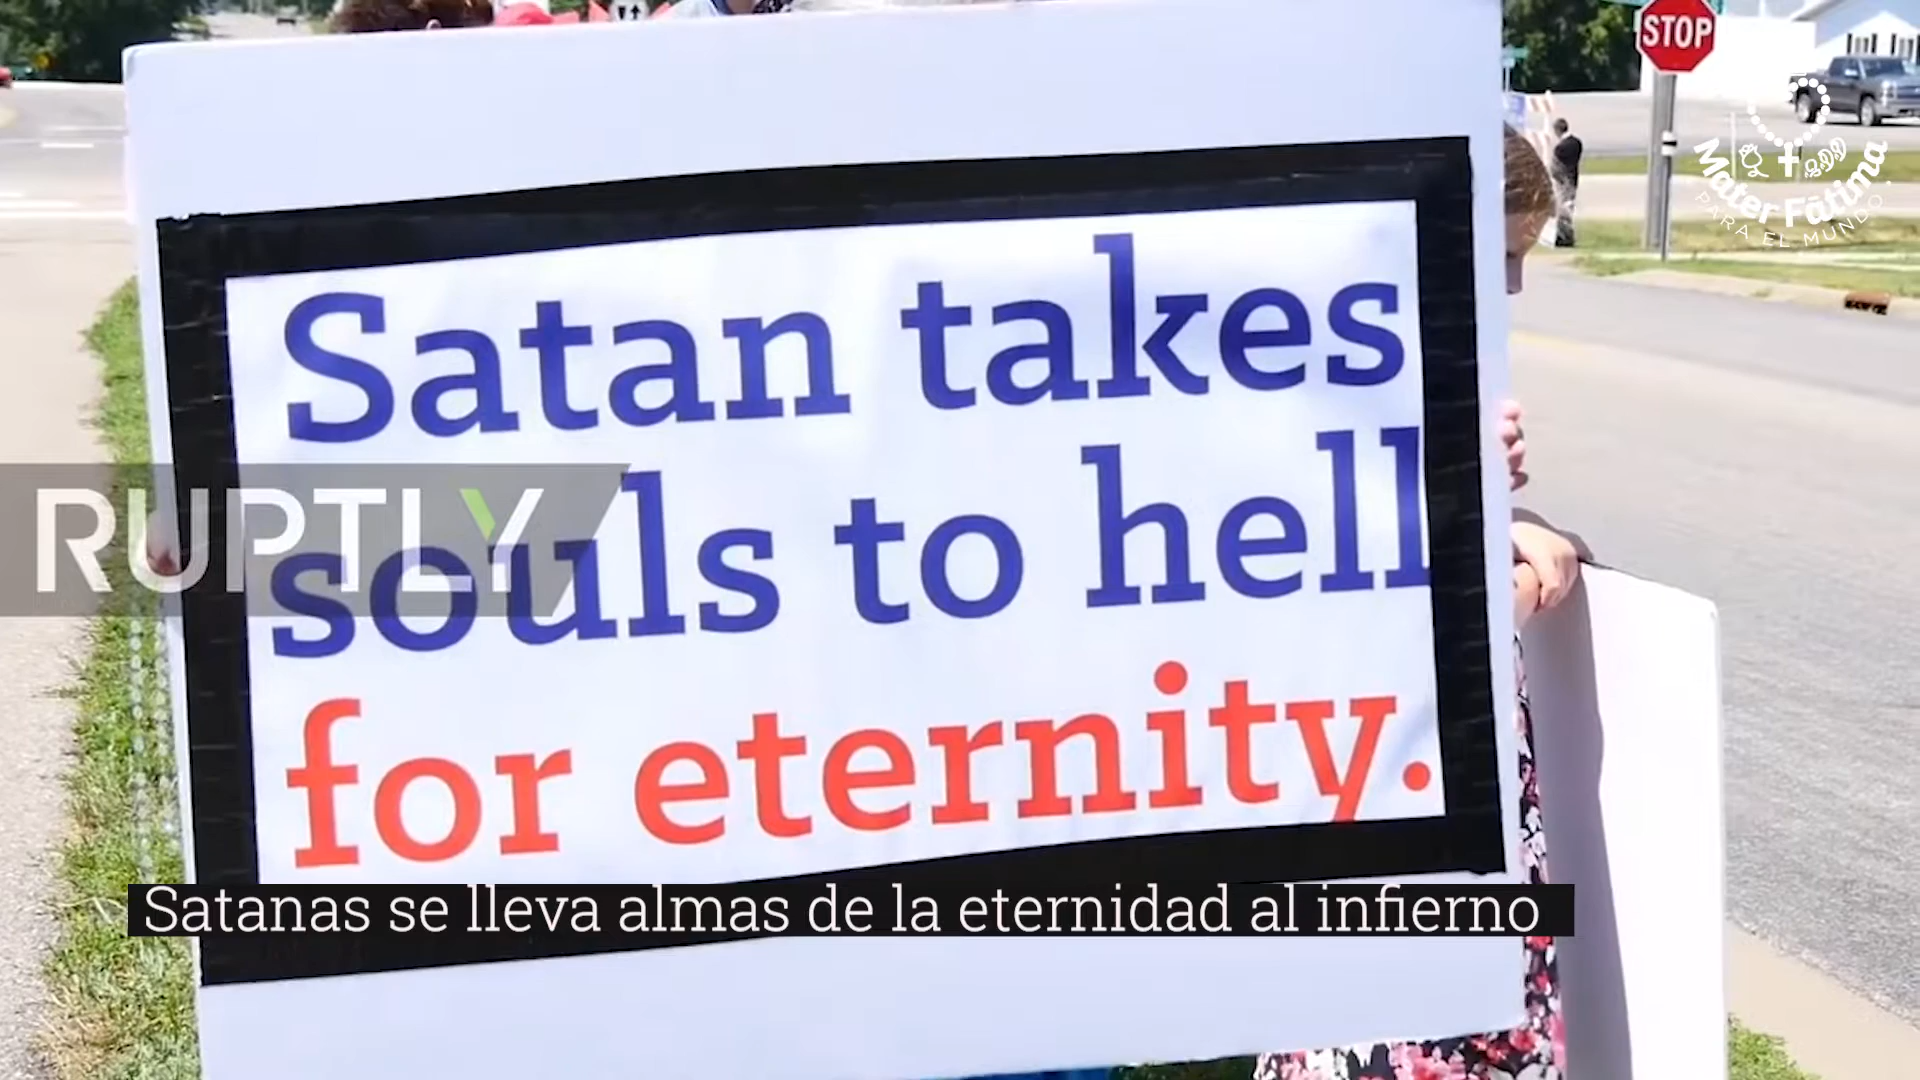 STOP
Mater Fátima
PARA EL MUNDO
Satan takes
souls to hell
for eternity.
RUPTLY
Satanas se lleva almas de la eternidad al infierno